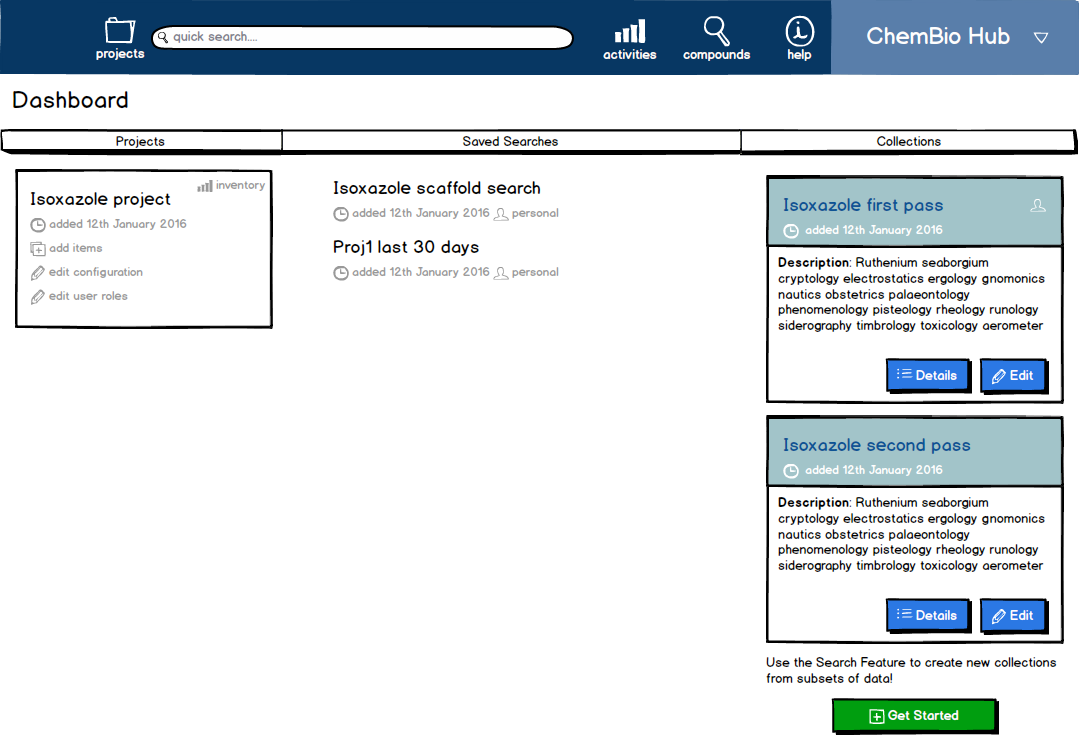 projects
quick search....
activities
compounds
help
ChemBio Hub
Dashboard
Projects
Saved Searches
Collections
inventory
Isoxazole project
added 12th January 2016
add items
edit configuration
edit user roles
Isoxazole scaffold search
added 12th January 2016 personal
Proj1 last 30 days
added 12th January 2016 personal
Isoxazole first pass
added 12th January 2016
Description: Ruthenium seaborgium
cryptology electrostatics ergology gnomonics
nautics obstetrics palaeontology
phenomenology pisteology rheology runology
siderography timbrology toxicology aerometer
Details
Edit
Isoxazole second pass
added 12th January 2016
Description: Ruthenium seaborgium
cryptology electrostatics ergology gnomonics
nautics obstetrics palaeontology
phenomenology pisteology rheology runology
siderography timbrology toxicology aerometer
Details
Edit
Use the Search Feature to create new collections
from subsets of data!
Get Started